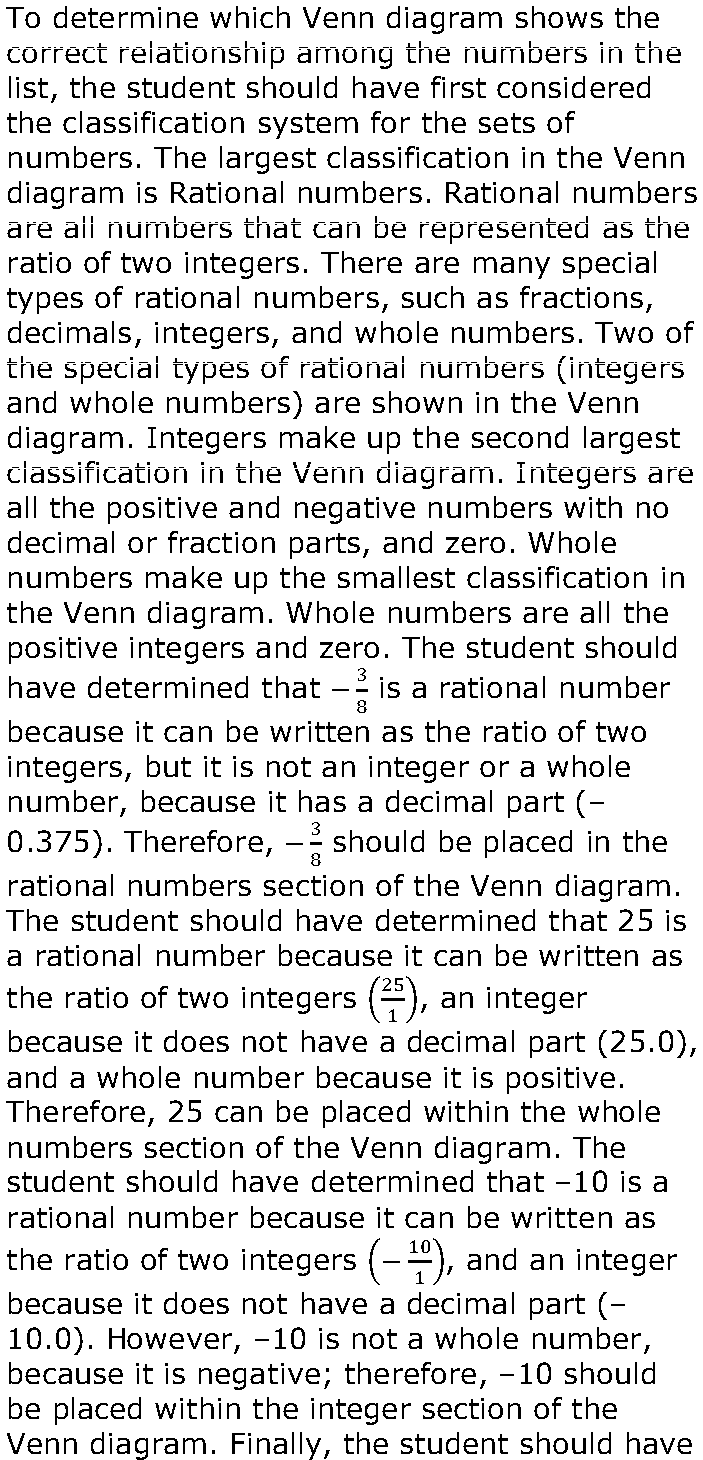 To determine which Venn diagram shows the
correct relationship among the numbers in the
list, the student should have first considered
the classification system for the sets of
numbers. The largest classification in the Venn
diagram is Rational numbers. Rational numbers
are all numbers that can be represented as the
ratio of two integers. There are many special
types of rational numbers, such as fractions,
decimals, integers, and whole numbers. Two of
the special types of rational numbers (integers
and whole numbers) are shown in the Venn
diagram. Integers make up the second largest
classification in the Venn diagram. Integers are
all the positive and negative numbers with no
decimal or fraction parts, and zero. Whole
numbers make up the smallest classification in
the Venn diagram. Whole numbers are all the
positive integers and zero. The student should
have determined that −3/8 is a rational number
because it can be written as the ratio of two
integers, but it is not an integer or a whole
number, because it has a decimal part (–
0.375). Therefore, −3/8 should be placed in the
rational numbers section of the Venn diagram.
The student should have determined that 25 is
a rational number because it can be written as
the ratio of two integers (25/1), an integer
because it does not have a decimal part (25.0),
and a whole number because it is positive.
Therefore, 25 can be placed within the whole
numbers section of the Venn diagram. The
student should have determined that –10 is a
rational number because it can be written as
the ratio of two integers (−10/1), and an integer
because it does not have a decimal part (–
10.0). However, –10 is not a whole number,
because it is negative; therefore, –10 should
be placed within the integer section of the
Venn diagram. Finally, the student should have